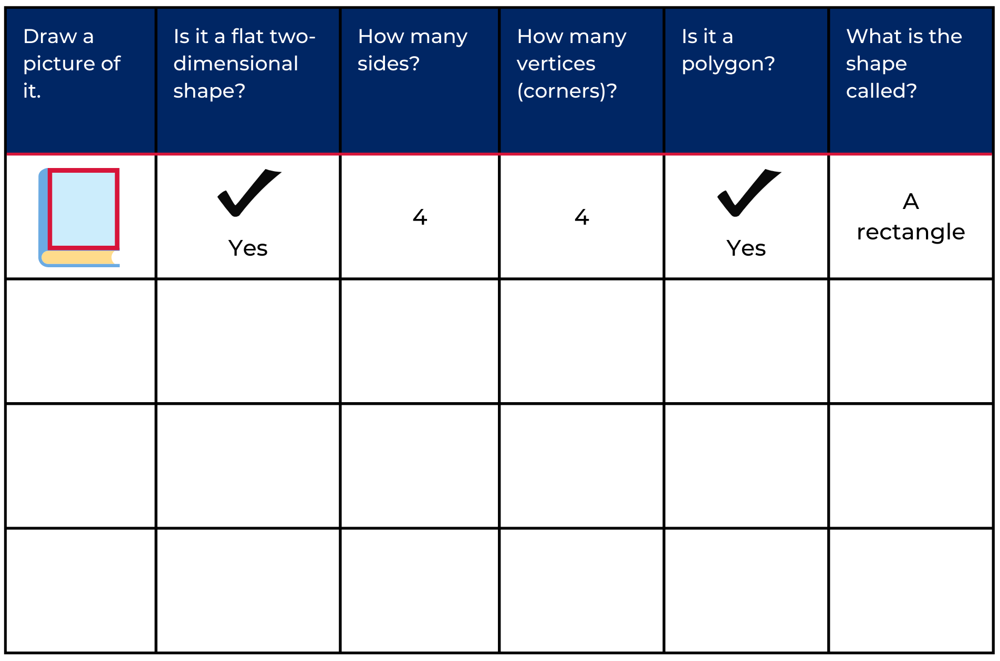 Draw a
picture of
it.
Is it a flat two-
dimensional
shape?
How many
sides?
How many
vertices
(corners)?
Is it a
polygon?
What is the
shape
called?
Yes
4
4
Yes
A
rectangle